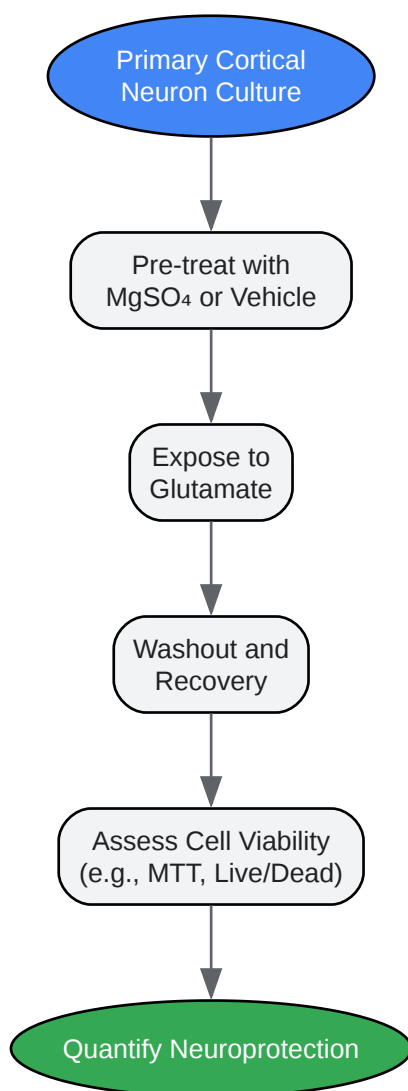 Primary Cortical
Neuron Culture
Pre-treat with
MgSO₄ or Vehicle
Expose to
Glutamate
Washout and
Recovery
Assess Cell Viability
(e.g., MTT, Live/Dead)
Quantify Neuroprotection